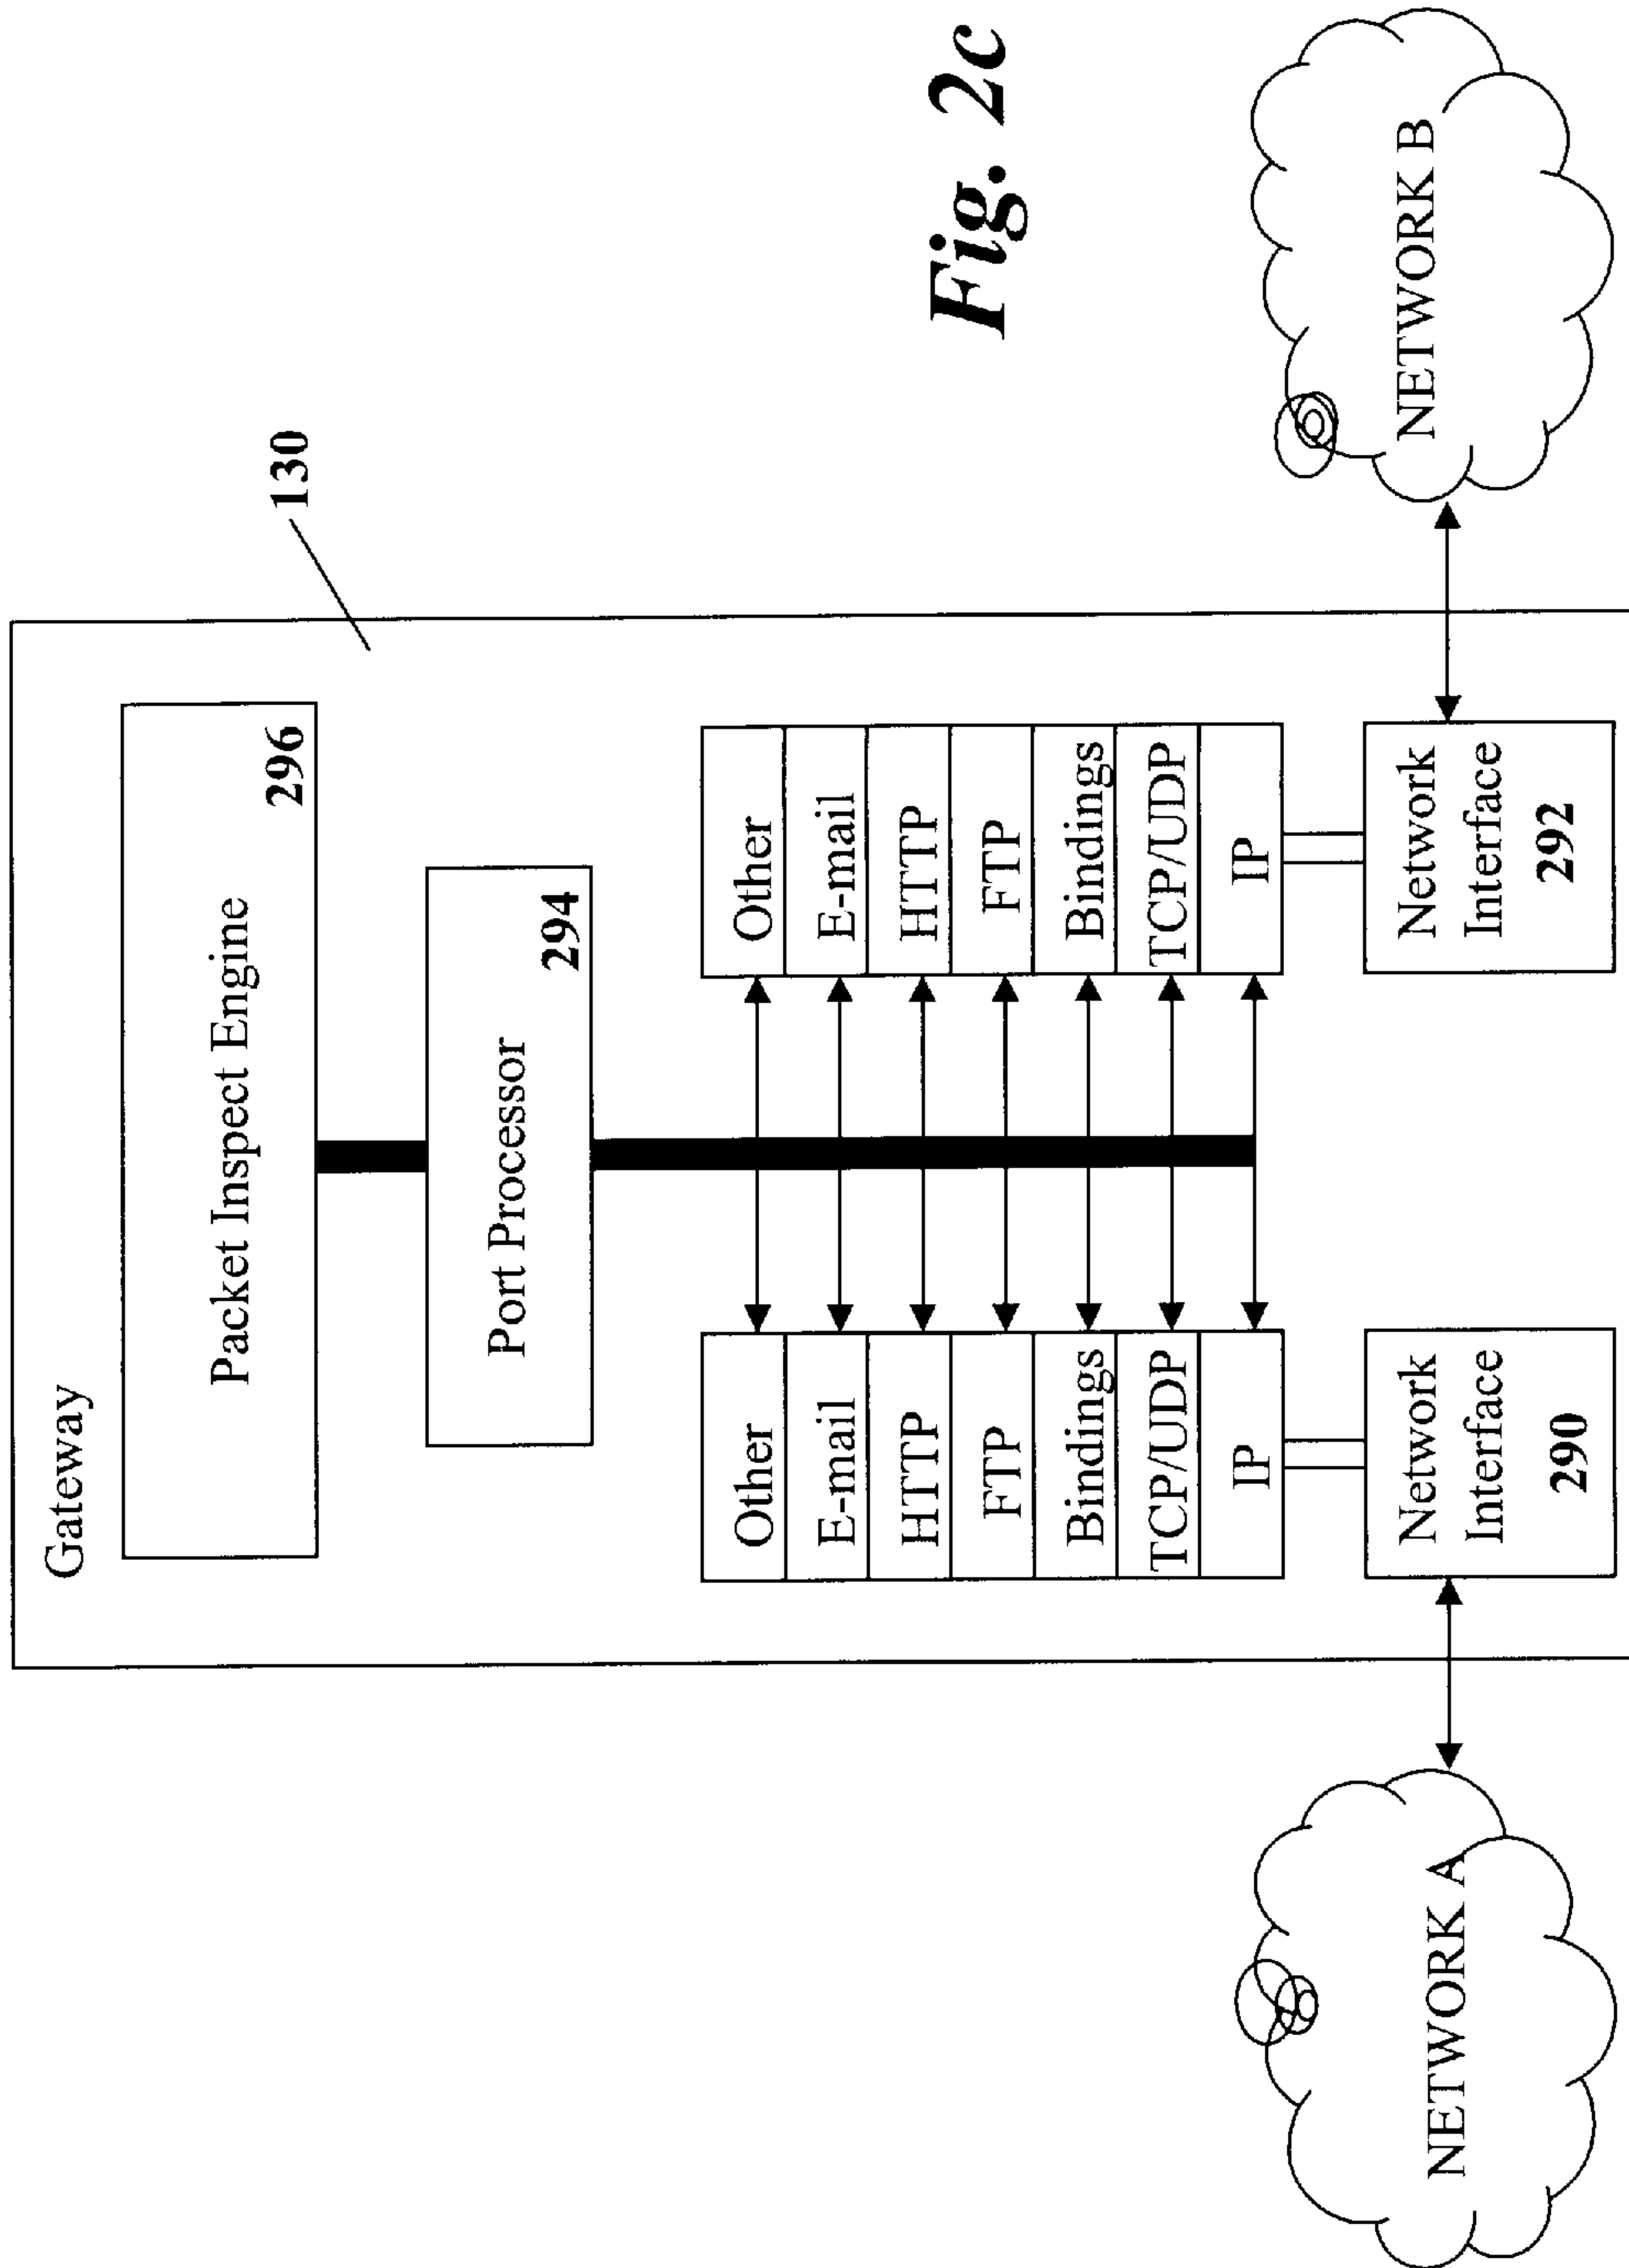 Gateway
130
Packet Inspect Engine
296
Port Processor
294
Other
E-mail
HTTP
FTP
Bindings
TCP/UDP
IP
Other
E-mail
HTTP
FTP
Bindings
TCP/UDP
IP
Network
Interface
290
Network
Interface
292
NETWORK A
NETWORK B
Fig. 2c